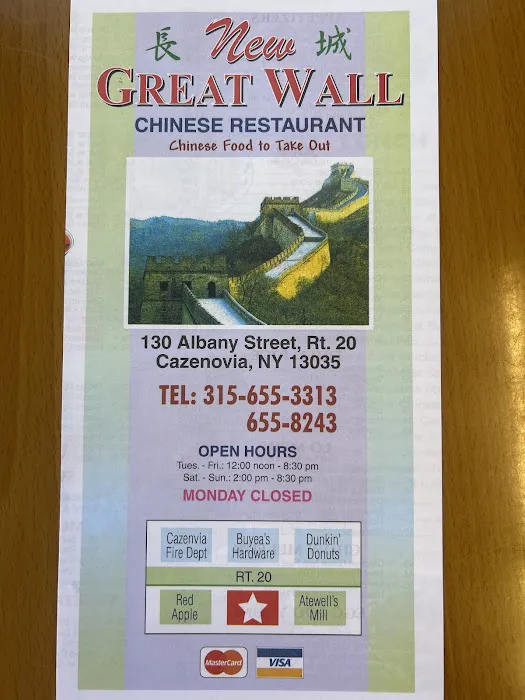 長 New 城
GREAT WALL
CHINESE RESTAURANT
Chinese Food to Take Out
130 Albany Street, Rt. 20
Cazenovia, NY 13035
TEL: 315-655-3313
655-8243
OPEN HOURS
Tues. - Fri.: 12:00 noon - 8:30 pm
Sat. - Sun.: 2:00 pm - 8:30 pm
MONDAY CLOSED
Cazenvia
Fire Dept
Buyea's
Hardware
Dunkin'
Donuts
RT. 20
Red
Apple
Atewell's
Mill
MasterCard
VISA